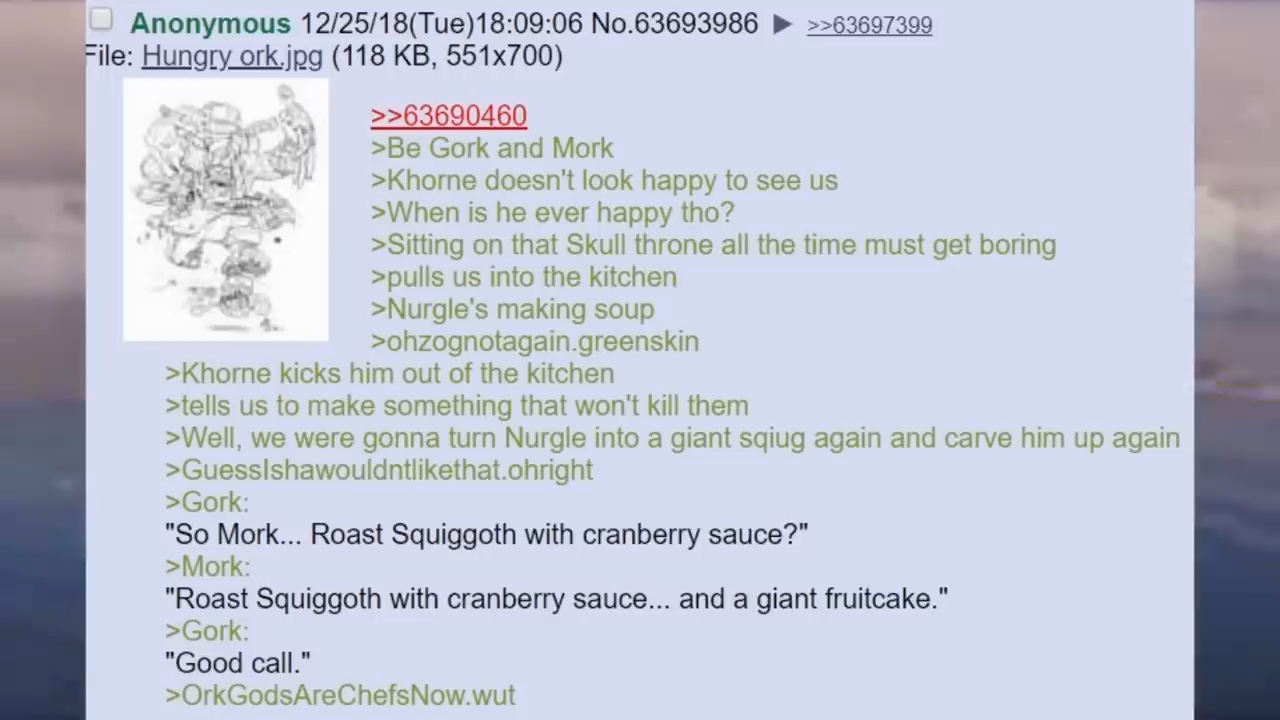 Anonymous 12/25/18(Tue)18:09:06 No.63693986 ▶ >>63697399
File: Hungry ork.jpg (118 KB, 551x700)
>>63690460
>Be Gork and Mork
>Khorne doesn't look happy to see us
>When is he ever happy tho?
>Sitting on that Skull throne all the time must get boring
>pulls us into the kitchen
>Nurgle's making soup
>ohzognotagain.greenskin
>Khorne kicks him out of the kitchen
>tells us to make something that won't kill them
>Well, we were gonna turn Nurgle into a giant sqiug again and carve him up again
>GuessIshawouldntlikethat.ohright
>Gork:
"So Mork... Roast Squiggoth with cranberry sauce?"
>Mork:
"Roast Squiggoth with cranberry sauce... and a giant fruitcake."
>Gork:
"Good call."
>OrkGodsAreChefsNow.wut